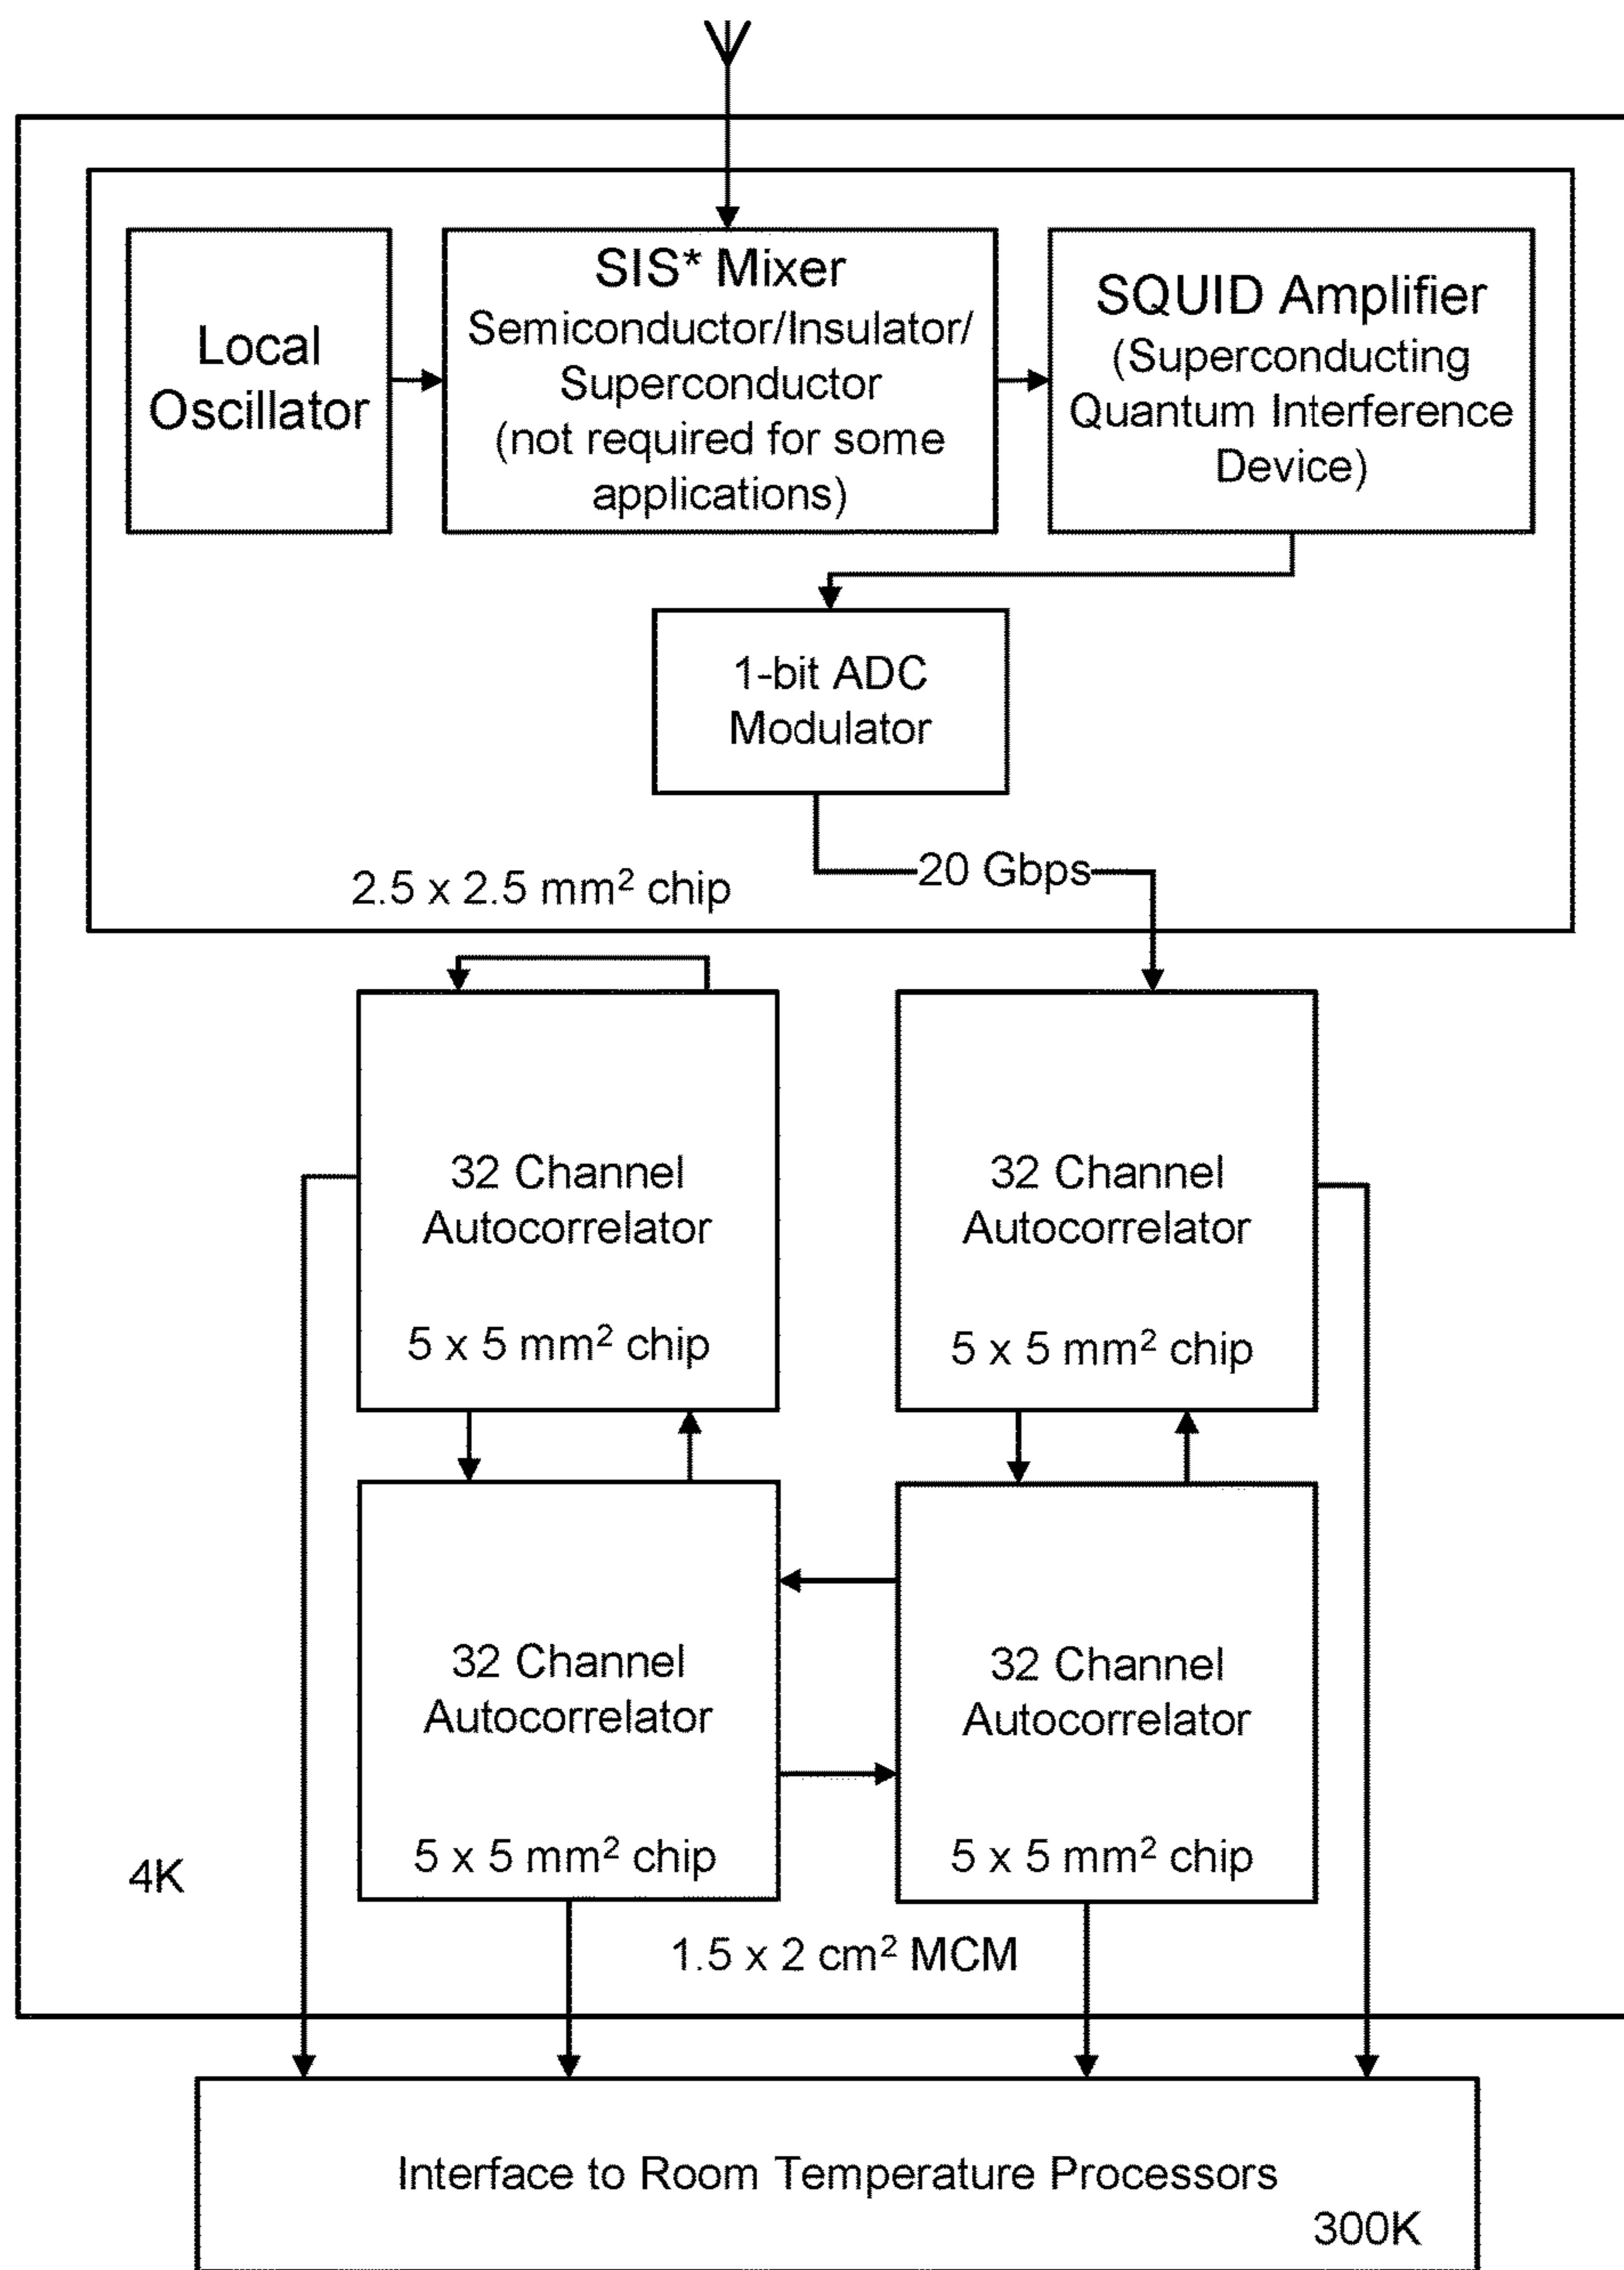 Local
Oscillator
SIS* Mixer
Semiconductor/Insulator/
Superconductor
(not required for some
applications)
SQUID Amplifier
(Superconducting
Quantum Interference
Device)
1-bit ADC
Modulator
20 Gbps
2.5 x 2.5 mm² chip
32 Channel
Autocorrelator
5 x 5 mm² chip
32 Channel
Autocorrelator
5 x 5 mm² chip
32 Channel
Autocorrelator
5 x 5 mm² chip
32 Channel
Autocorrelator
5 x 5 mm² chip
4K
1.5 x 2 cm² MCM
Interface to Room Temperature Processors
300K